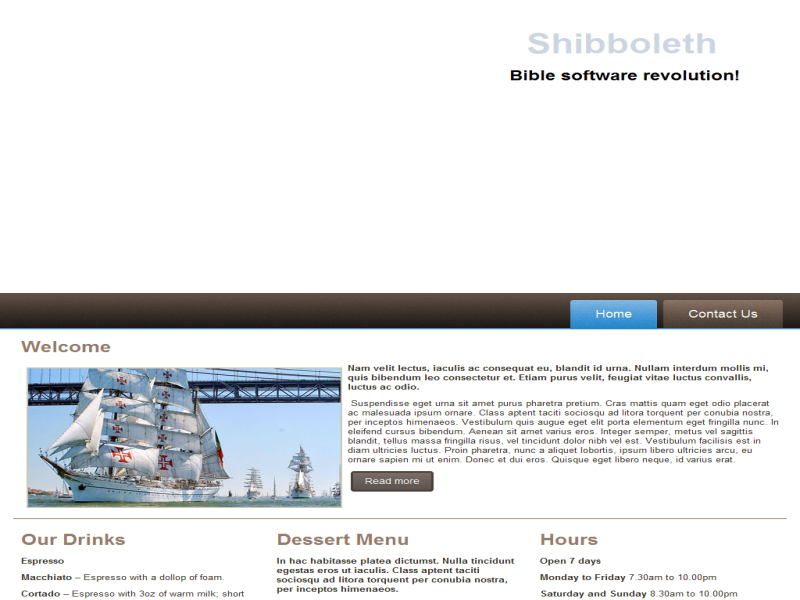 Shibboleth
Bible software revolution!
Home
Contact Us
Welcome
Nam velit lectus, iaculis ac consequat eu, blandit id urna. Nullam interdum mollis mi,
quis bibendum leo consectetur et. Etiam purus velit, feugiat vitae luctus convallis,
luctus ac odio.
Suspendisse eget urna sit amet purus pharetra pretium. Cras mattis quam eget odio placerat
ac malesuada ipsum ornare. Class aptent taciti sociosqu ad litora torquent per conubia nostra,
per inceptos himenaeos. Vestibulum quis augue eget elit porta elementum eget fringilla nunc. In
eleifend cursus bibendum. Aenean sit amet varius eros. Integer semper, metus vel sagittis
blandit, tellus massa fringilla risus, vel tincidunt dolor nibh vel est. Vestibulum facilisis est in
diam ultricies luctus. Proin pharetra, nunc a aliquet lobortis, ipsum libero ultricies arcu, eu
ornare sapien mi ut enim. Donec et dui eros. Quisque eget libero neque, id varius erat.
Read more
Our Drinks
Espresso
Macchiato – Espresso with a dollop of foam.
Cortado – Espresso with 3oz of warm milk; short
Dessert Menu
In hac habitasse platea dictumst. Nulla tincidunt
egestas eros ut iaculis. Class aptent taciti
sociosqu ad litora torquent per conubia nostra,
per inceptos himenaeos.
Hours
Open 7 days
Monday to Friday 7.30am to 10.00pm
Saturday and Sunday 8.30am to 10.00pm